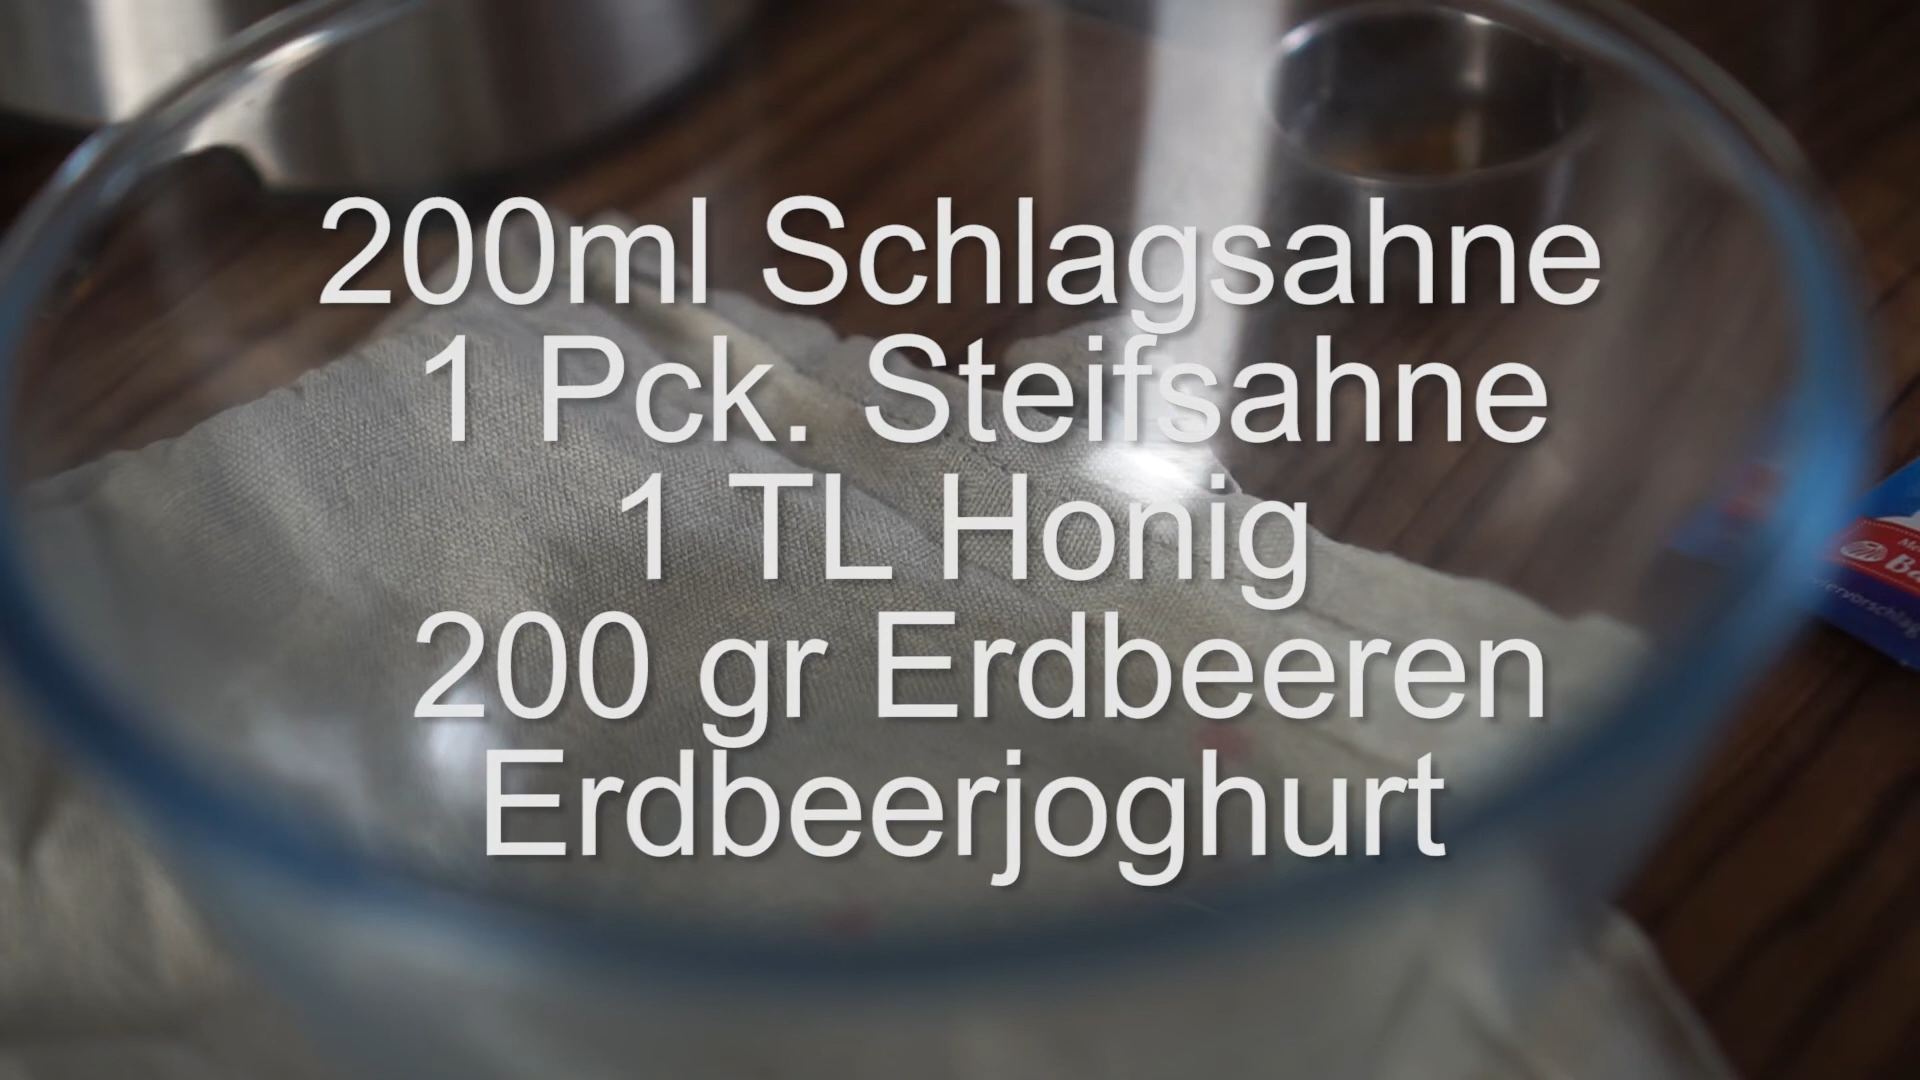 200ml Schlagsahne
1 Pck. Steifsahne
1 TL Honig
200 gr Erdbeeren
Erdbeerjoghurt